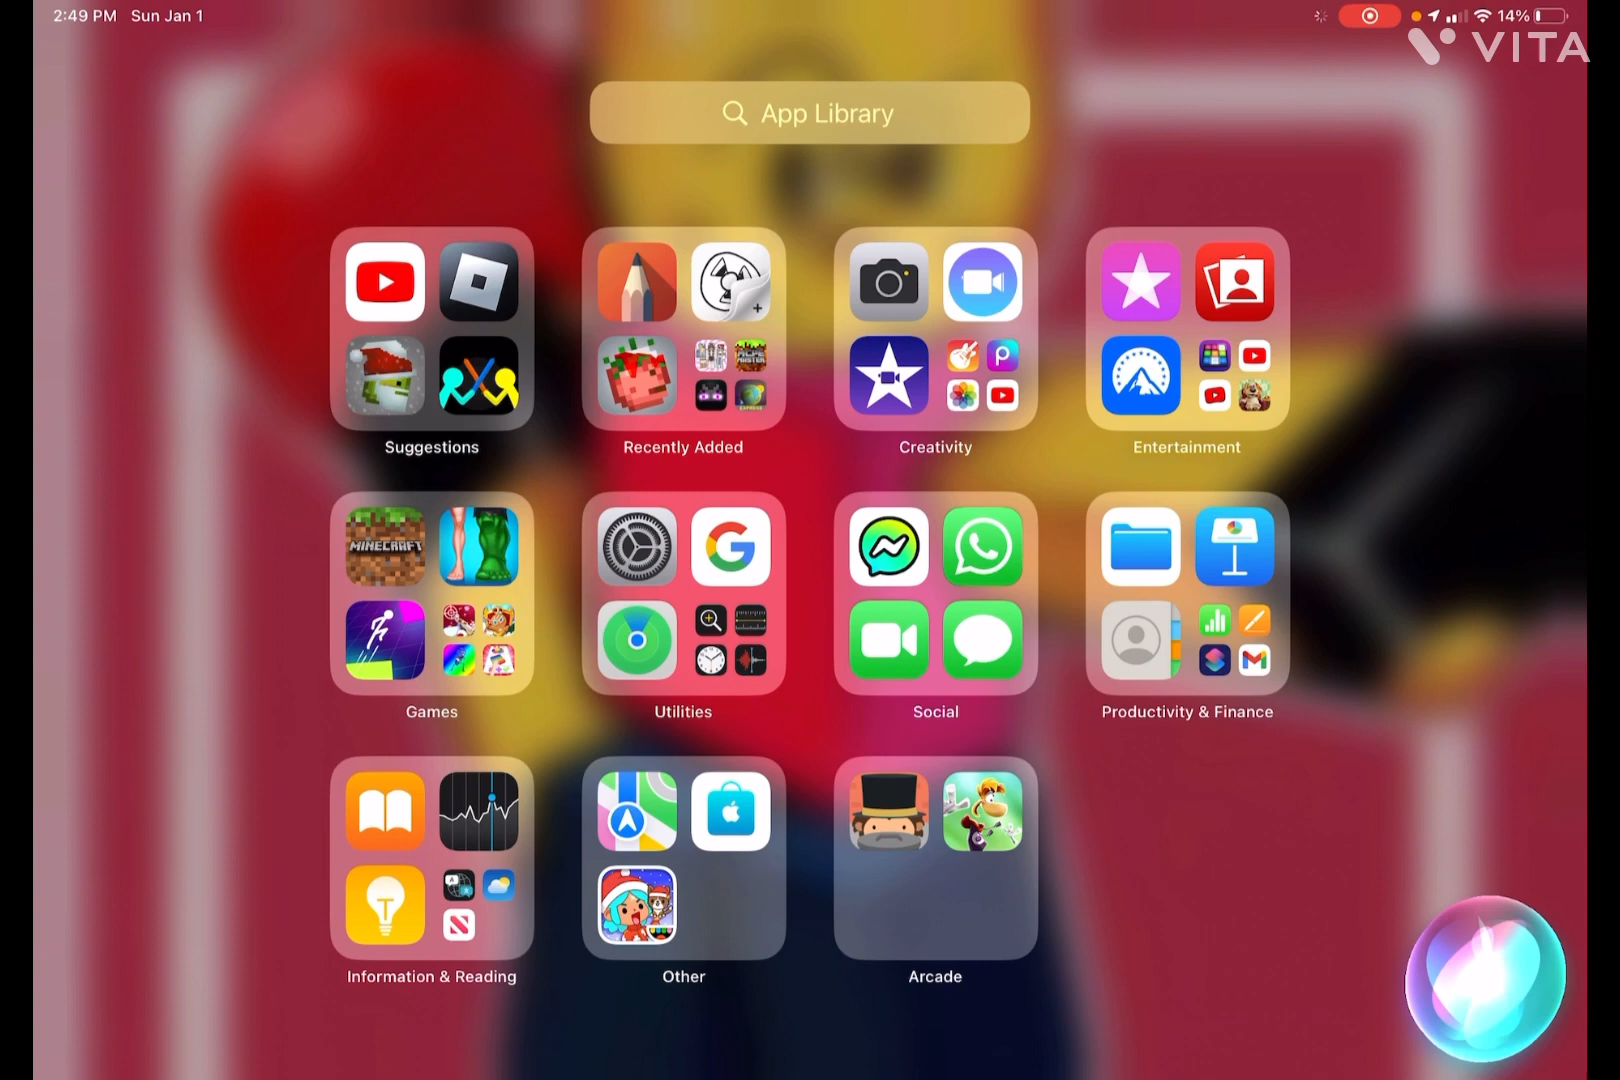 2:49 PM Sun Jan 1
14%
VITA
App Library
Suggestions
Recently Added
Creativity
Entertainment
MINECRAFT
Games
Utilities
Social
Productivity & Finance
Information & Reading
Other
Arcade